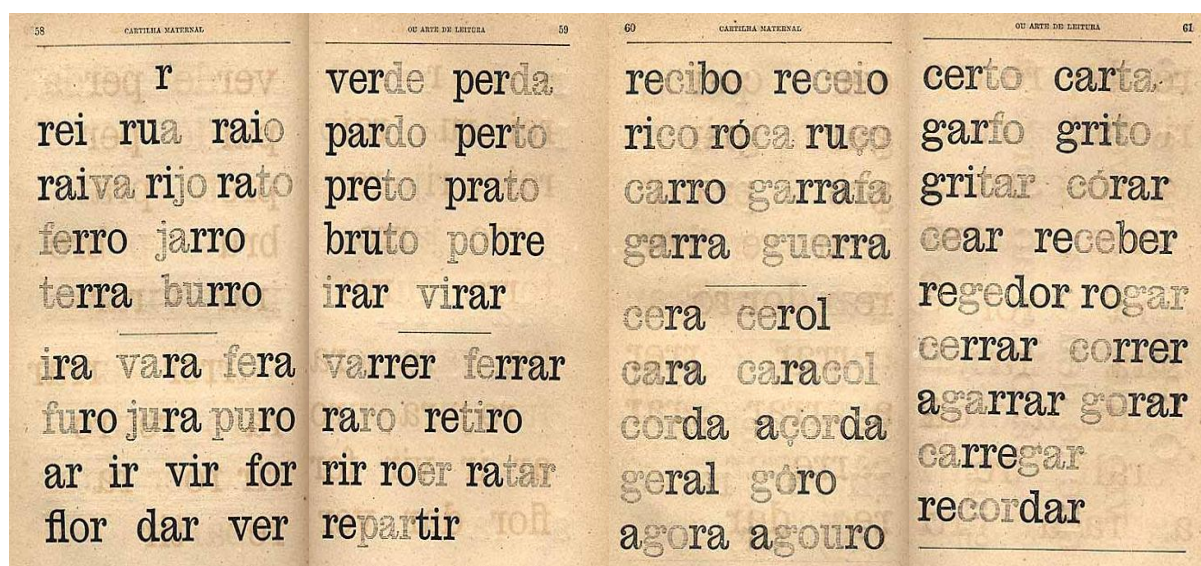 58 CARTILHA MATERNAL
r
rei rua raio
raiva rijo rato
ferro jarro
terra burro
ira vara fera
furo jura puro
ar ir vir for
flor dar ver
OU ARTE DE LEITURA 59
verde perda
pardo perto
preto prato
bruto pobre
irar virar
varrer ferrar
raro retiro
rir roer ratar
repartir
60 CARTILHA MATERNAL
recibo receio
rico róca ruço
carro garrafa
garra guerra
cera cerol
cara caracol
corda açorda
geral góro
agora agouro
OU ARTE DE LEITURA 61
certo carta
garfo grito
gritar córar
cear receber
regedor rogar
cerrar correr
agarrar gorar
carregar
recordar